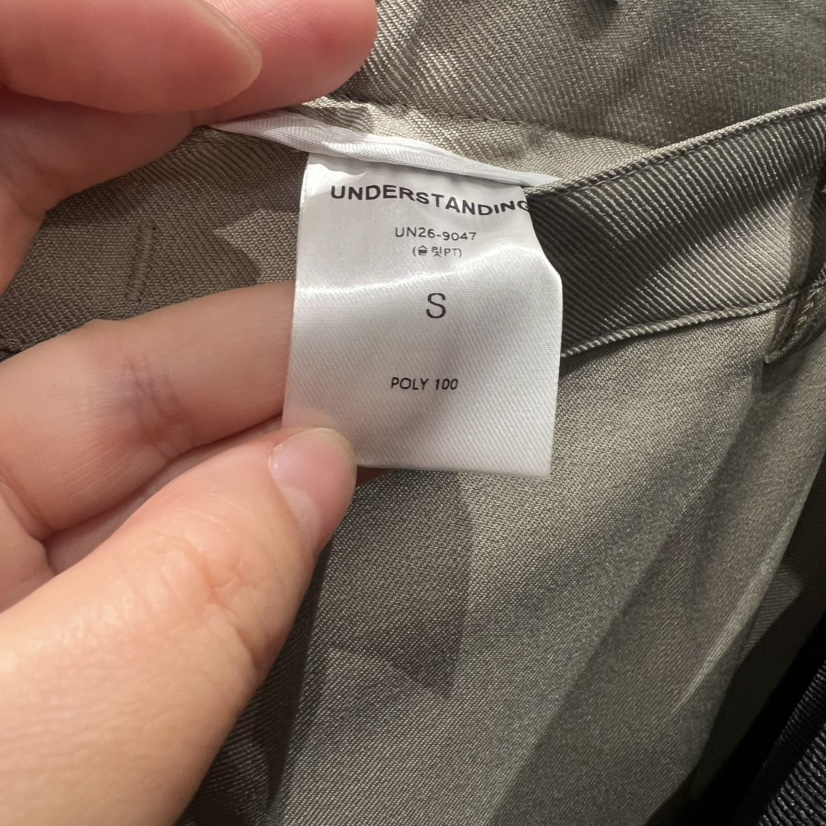 UNDERSTANDING
UN26-9047
(슬릿PT)
S
POLY 100